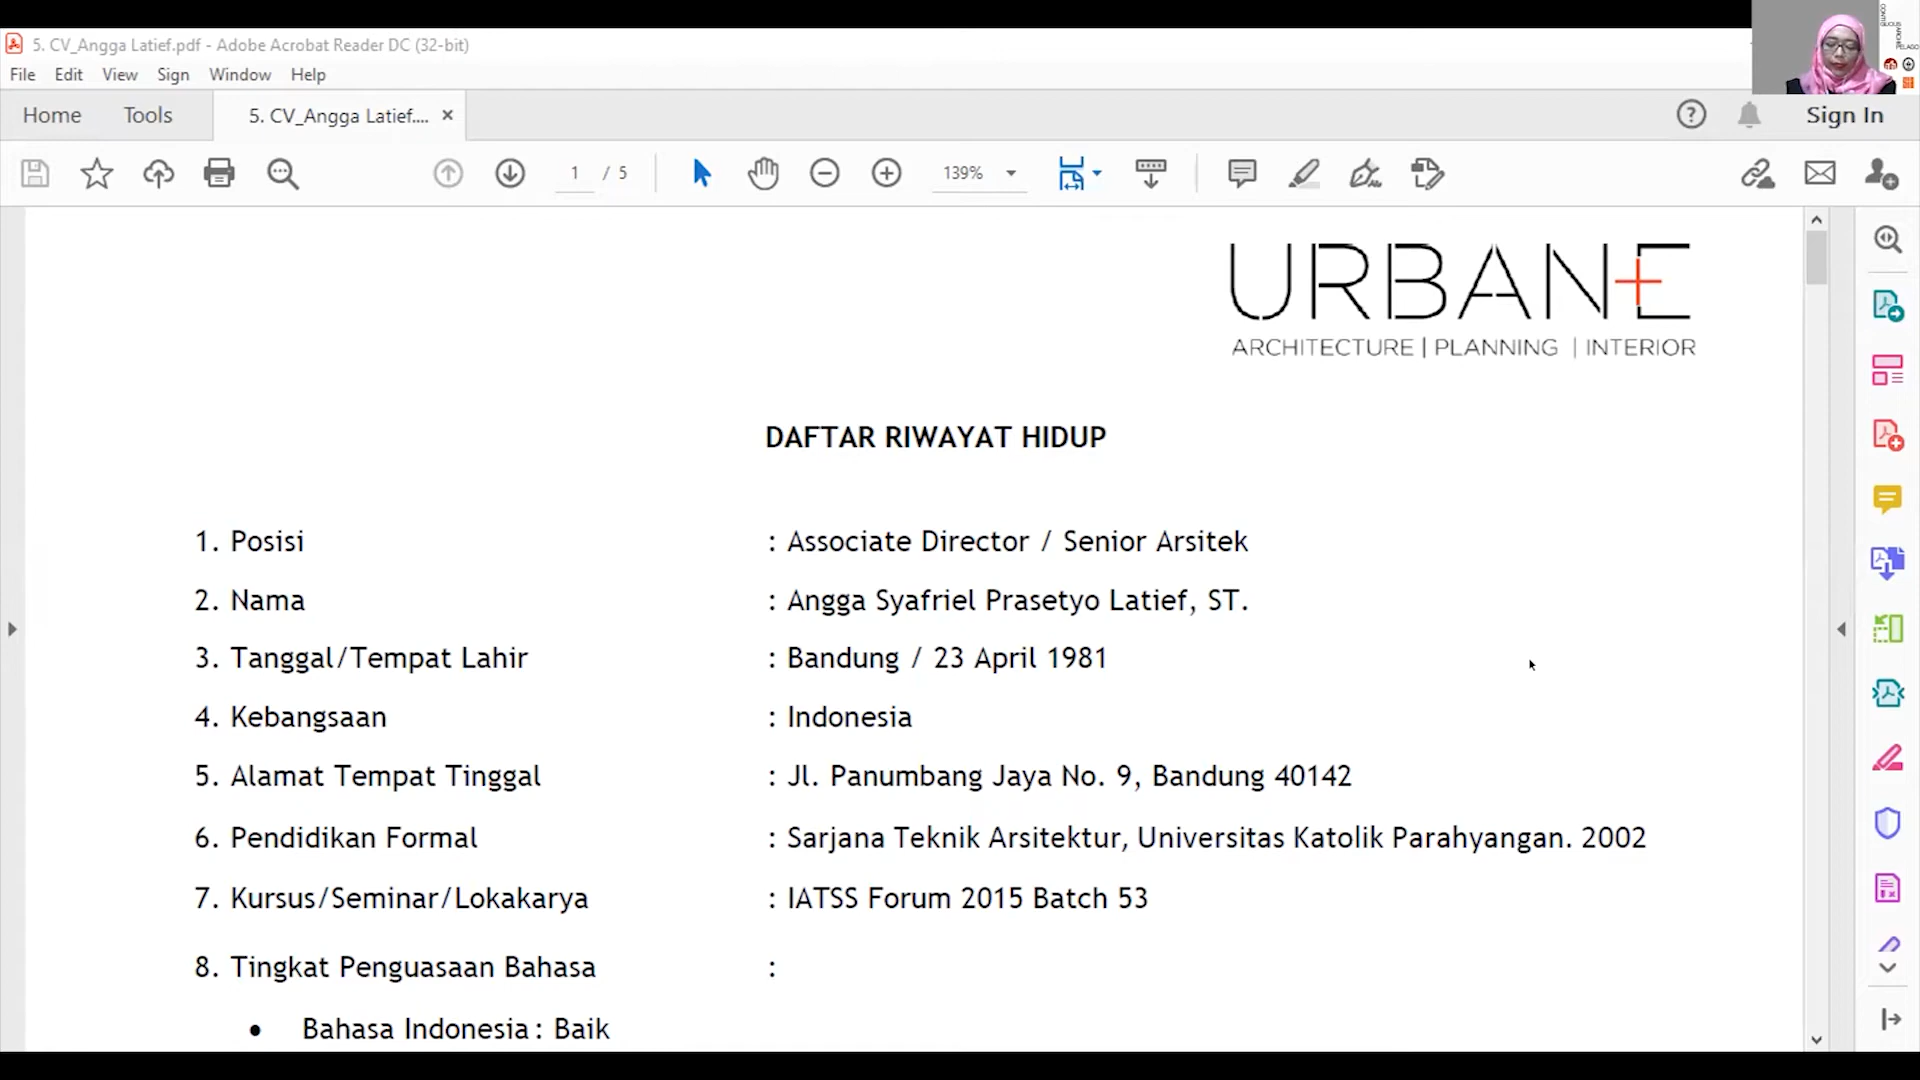 5. CV_Angga Latief.pdf - Adobe Acrobat Reader DC (32-bit)
File Edit View Sign Window Help
Home Tools 5. CV_Angga Latief.... × Sign In
1 / 5 139%
URBANE
ARCHITECTURE | PLANNING | INTERIOR
DAFTAR RIWAYAT HIDUP
1. Posisi : Associate Director / Senior Arsitek
2. Nama : Angga Syafriel Prasetyo Latief, ST.
3. Tanggal/Tempat Lahir : Bandung / 23 April 1981
4. Kebangsaan : Indonesia
5. Alamat Tempat Tinggal : Jl. Panumbang Jaya No. 9, Bandung 40142
6. Pendidikan Formal : Sarjana Teknik Arsitektur, Universitas Katolik Parahyangan. 2002
7. Kursus/Seminar/Lokakarya : IATSS Forum 2015 Batch 53
8. Tingkat Penguasaan Bahasa :
• Bahasa Indonesia : Baik